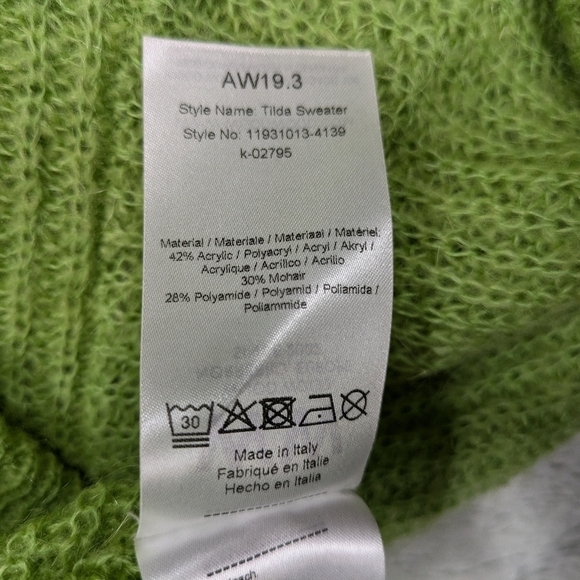 AW19.3
Style Name: Tilda Sweater
Style No: 11931013-4139
k-02795
Material / Materiale / Materiaal / Matériel:
42% Acrylic / Polyacryl / Acryl / Akryl /
Acrylique / Acrilico / Acrilio
30% Mohair
28% Polyamide / Polyamid / Poliamida /
Poliammide
30
Made in Italy
Fabriqué en Italie
Hecho en Italia